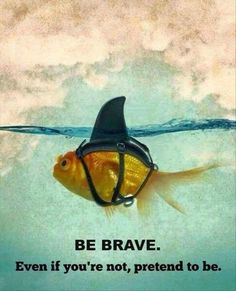 BE BRAVE.
Even if you're not, pretend to be.